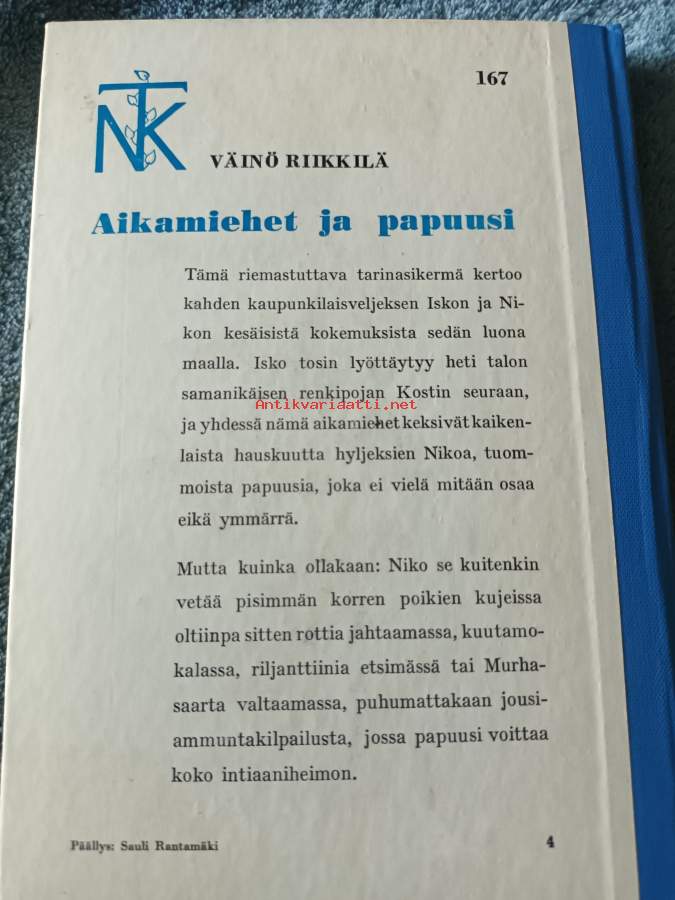 NTK
167
VÄINÖ RIIKKILÄ
Aikamiehet ja papuusi
Tämä riemastuttava tarinasikermä kertoo
kahden kaupunkilaisveljeksen Iskon ja Ni-
kon kesäisistä kokemuksista sedän luona
maalla. Isko tosin lyöttäytyy heti talon
samanikäisen renkipojan Kostin seuraan,
Antikvariaatti.net
ja yhdessä nämä aikamiehet keksivät kaiken-
laista hauskuutta hyljeksien Nikoa, tuom-
moista papuusia, joka ei vielä mitään osaa
eikä ymmärrä.
Mutta kuinka ollakaan: Niko se kuitenkin
vetää pisimmän korren poikien kujeissa
oltiinpa sitten rottia jahtaamassa, kuutamo-
kalassa, riljanttiinia etsimässä tai Murha-
saarta valtaamassa, puhumattakaan jousi-
ammuntakilpailusta, jossa papuusi voittaa
koko intiaaniheimon.
Päällys: Sauli Rantamäki
4